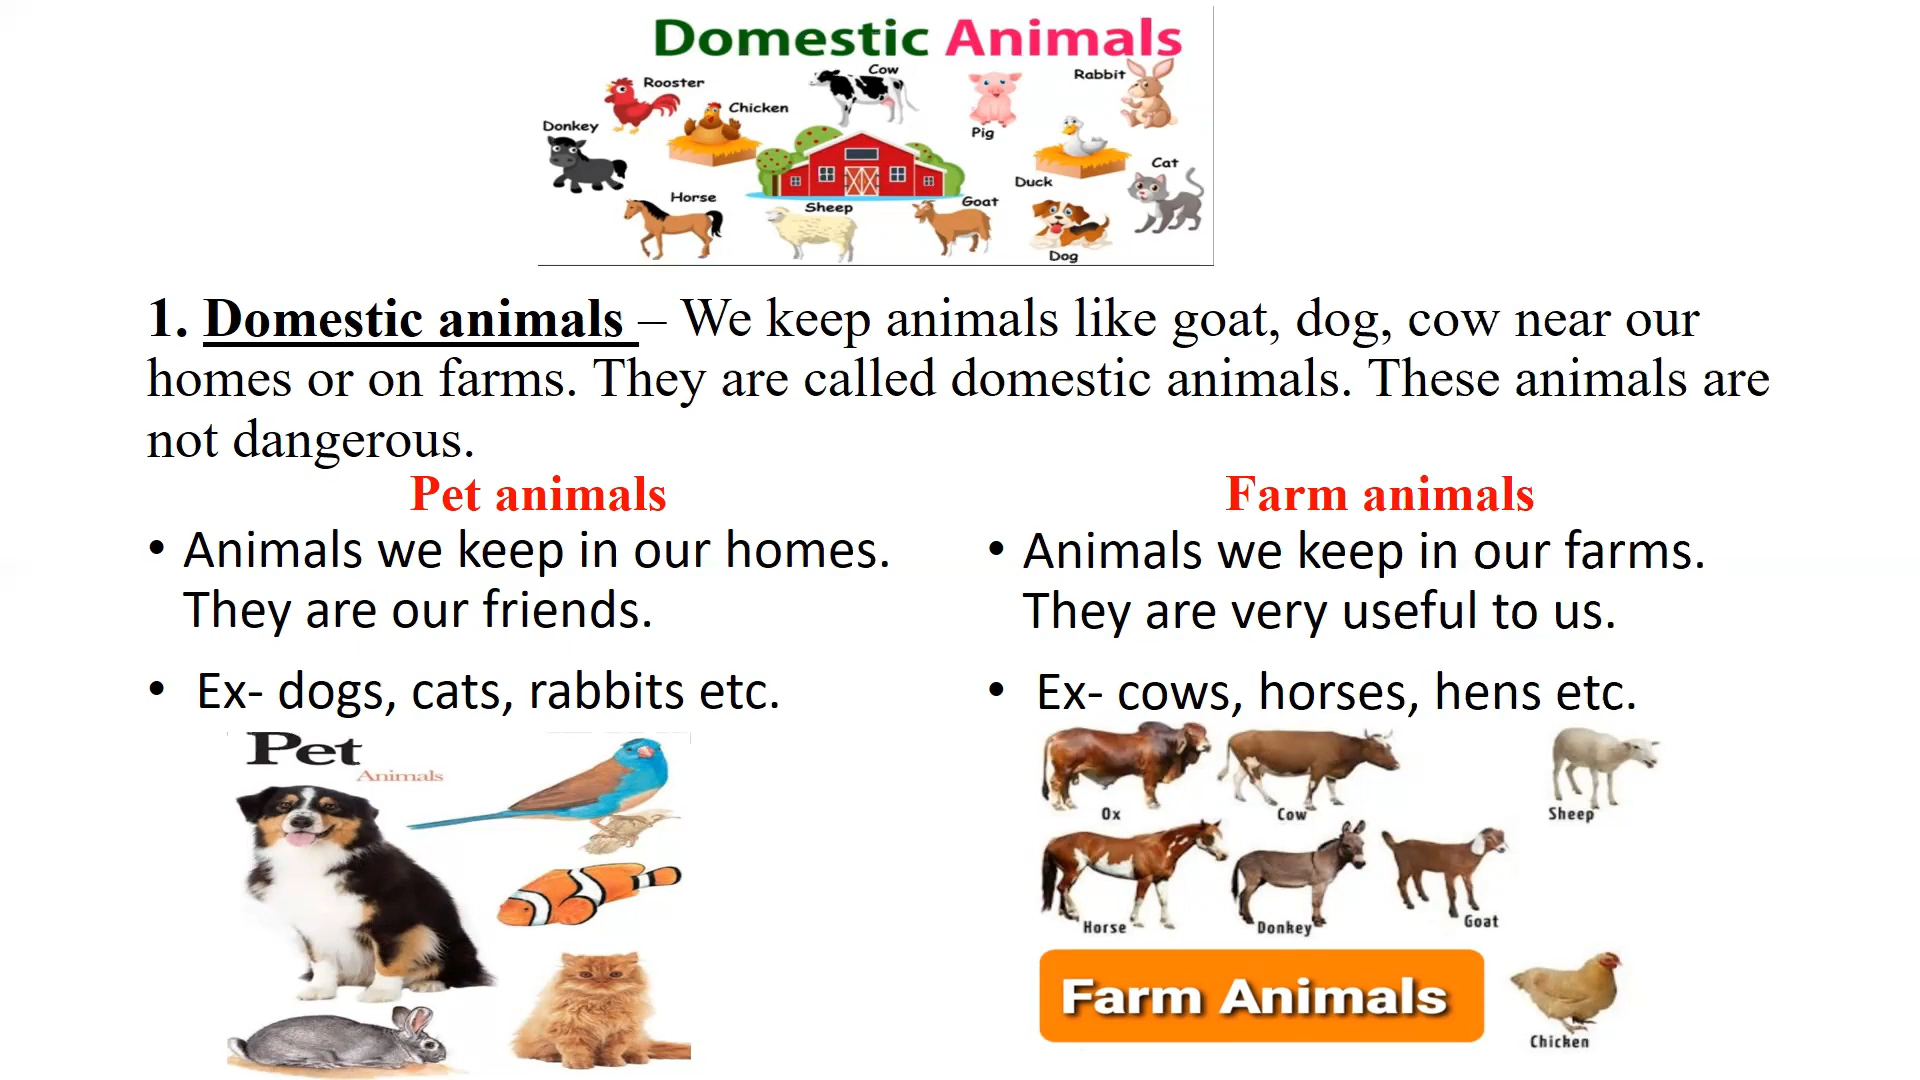 Domestic Animals
Cow
Rabbit
Rooster
Chicken
Donkey
Pig
Cat
Duck
Horse
Sheep
Goat
Dog
1. Domestic animals – We keep animals like goat, dog, cow near our
homes or on farms. They are called domestic animals. These animals are
not dangerous.
Pet animals
• Animals we keep in our homes.
They are our friends.
• Ex- dogs, cats, rabbits etc.
Pet
Animals
Farm animals
• Animals we keep in our farms.
They are very useful to us.
• Ex- cows, horses, hens etc.
Ox
Cow
Sheep
Horse
Donkey
Goat
Farm Animals
Chicken